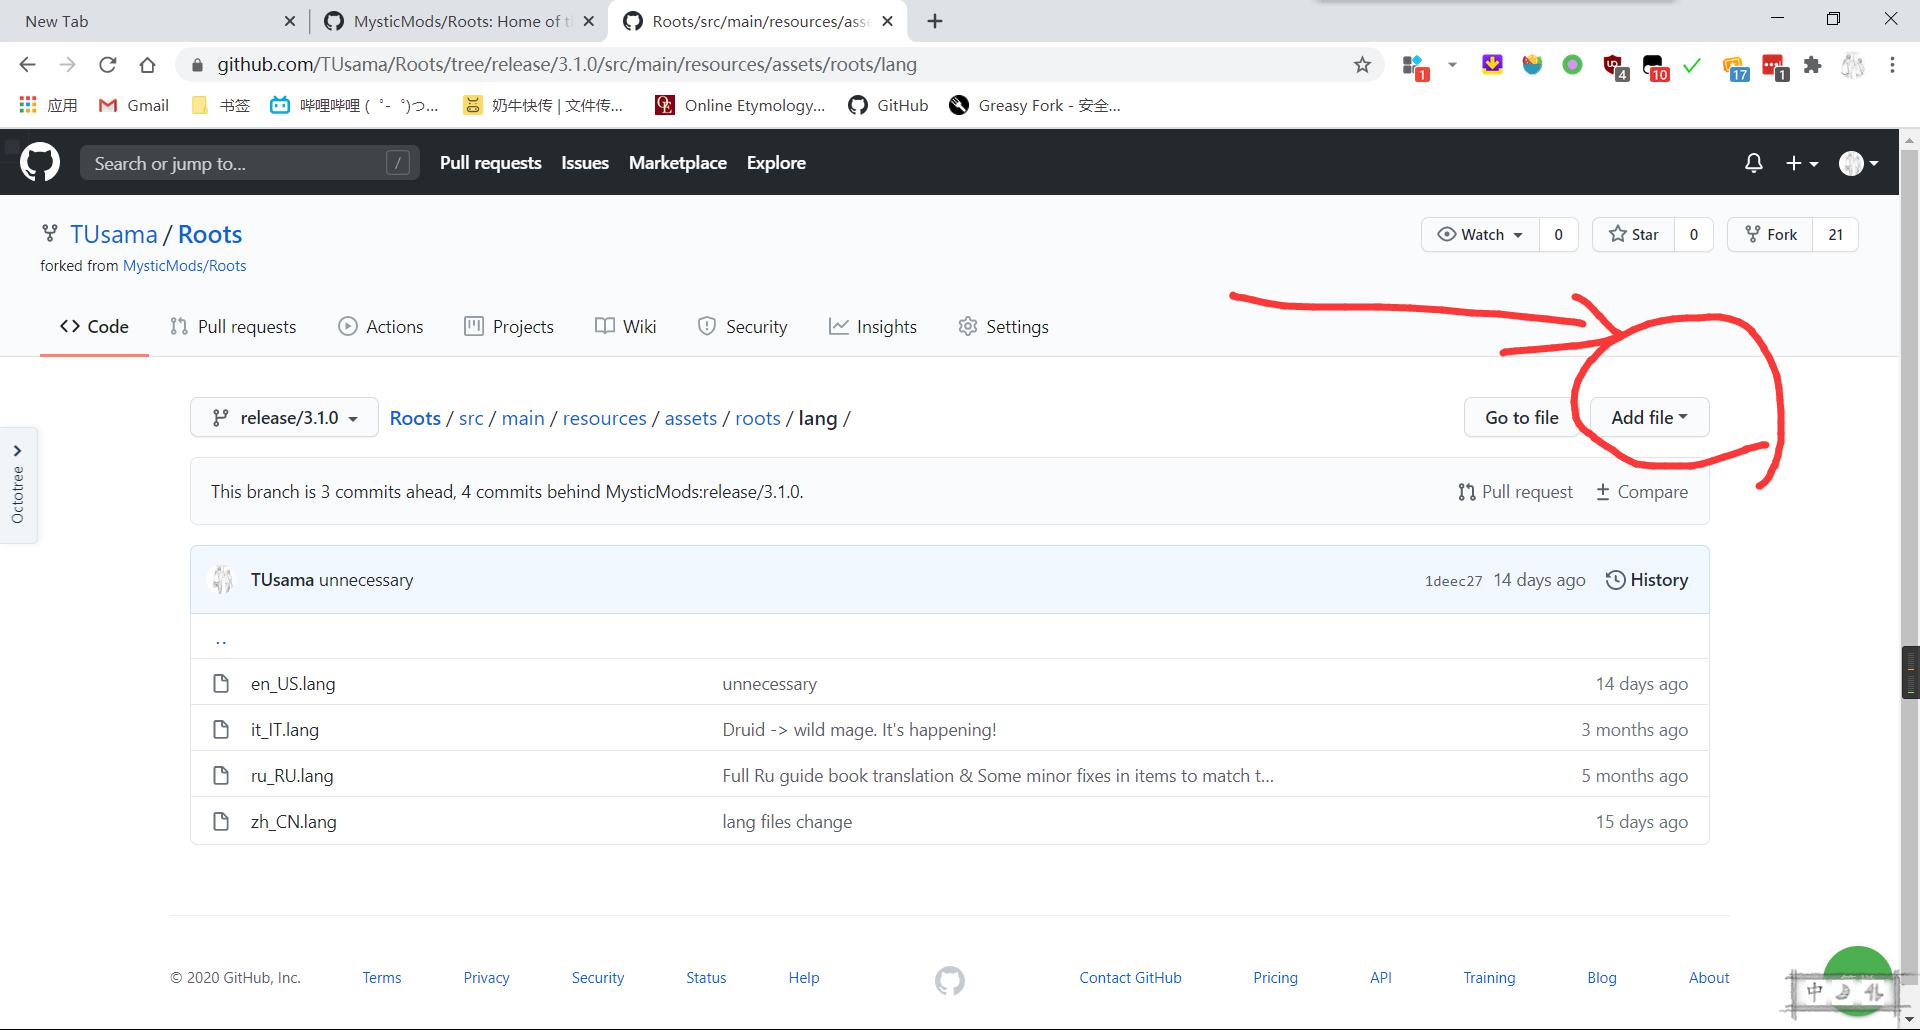 New Tab
MysticMods/Roots: Home of t
Roots/src/main/resources/asse
github.com/TUsama/Roots/tree/release/3.1.0/src/main/resources/assets/roots/lang
1
4
10
17
1
应用
Gmail
书签
哔哩哔哩 ( ゜- ゜)つ...
奶牛快传 | 文件传...
Online Etymology...
GitHub
Greasy Fork - 安全...
Search or jump to...
/
Pull requests
Issues
Marketplace
Explore
TUsama / Roots
forked from MysticMods/Roots
Watch
0
Star
0
Fork
21
Code
Pull requests
Actions
Projects
Wiki
Security
Insights
Settings
Octotree
release/3.1.0
Roots / src / main / resources / assets / roots / lang /
Go to file
Add file
This branch is 3 commits ahead, 4 commits behind MysticMods:release/3.1.0.
Pull request
Compare
TUsama unnecessary
1deec27 14 days ago
History
..
en_US.lang
unnecessary
14 days ago
it_IT.lang
Druid -> wild mage. It's happening!
3 months ago
ru_RU.lang
Full Ru guide book translation & Some minor fixes in items to match t...
5 months ago
zh_CN.lang
lang files change
15 days ago
© 2020 GitHub, Inc.
Terms
Privacy
Security
Status
Help
Contact GitHub
Pricing
API
Training
Blog
About
中